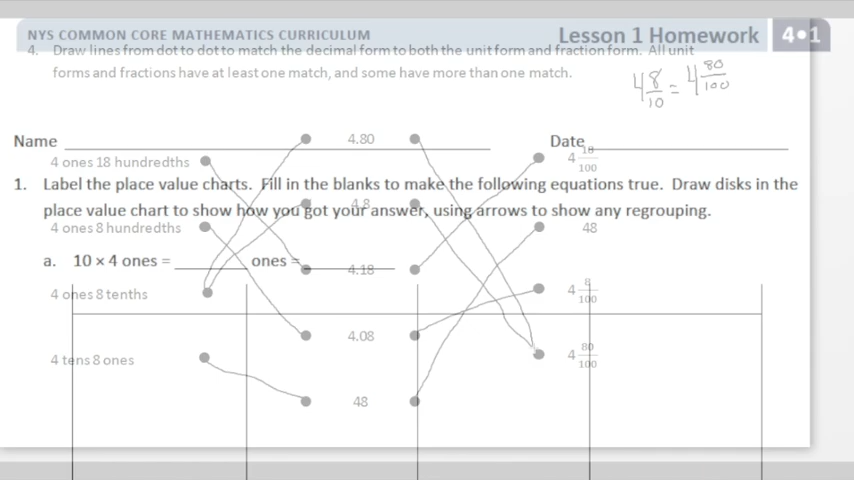 NYS COMMON CORE MATHEMATICS CURRICULUM Lesson 1 Homework 4•1
4. Draw lines from dot to dot to match the decimal form to both the unit form and fraction form. All unit
forms and fractions have at least one match, and some have more than one match.
4 8/10 = 4 80/100
Name Date
4.80
4 ones 18 hundredths 4 18/100
1. Label the place value charts. Fill in the blanks to make the following equations true. Draw disks in the
place value chart to show how you got your answer, using arrows to show any regrouping.
4.8
4 ones 8 hundredths 48
a. 10 × 4 ones = ________ ones = ________
4.18
4 ones 8 tenths 4 8/100
4.08
4 tens 8 ones 4 80/100
48